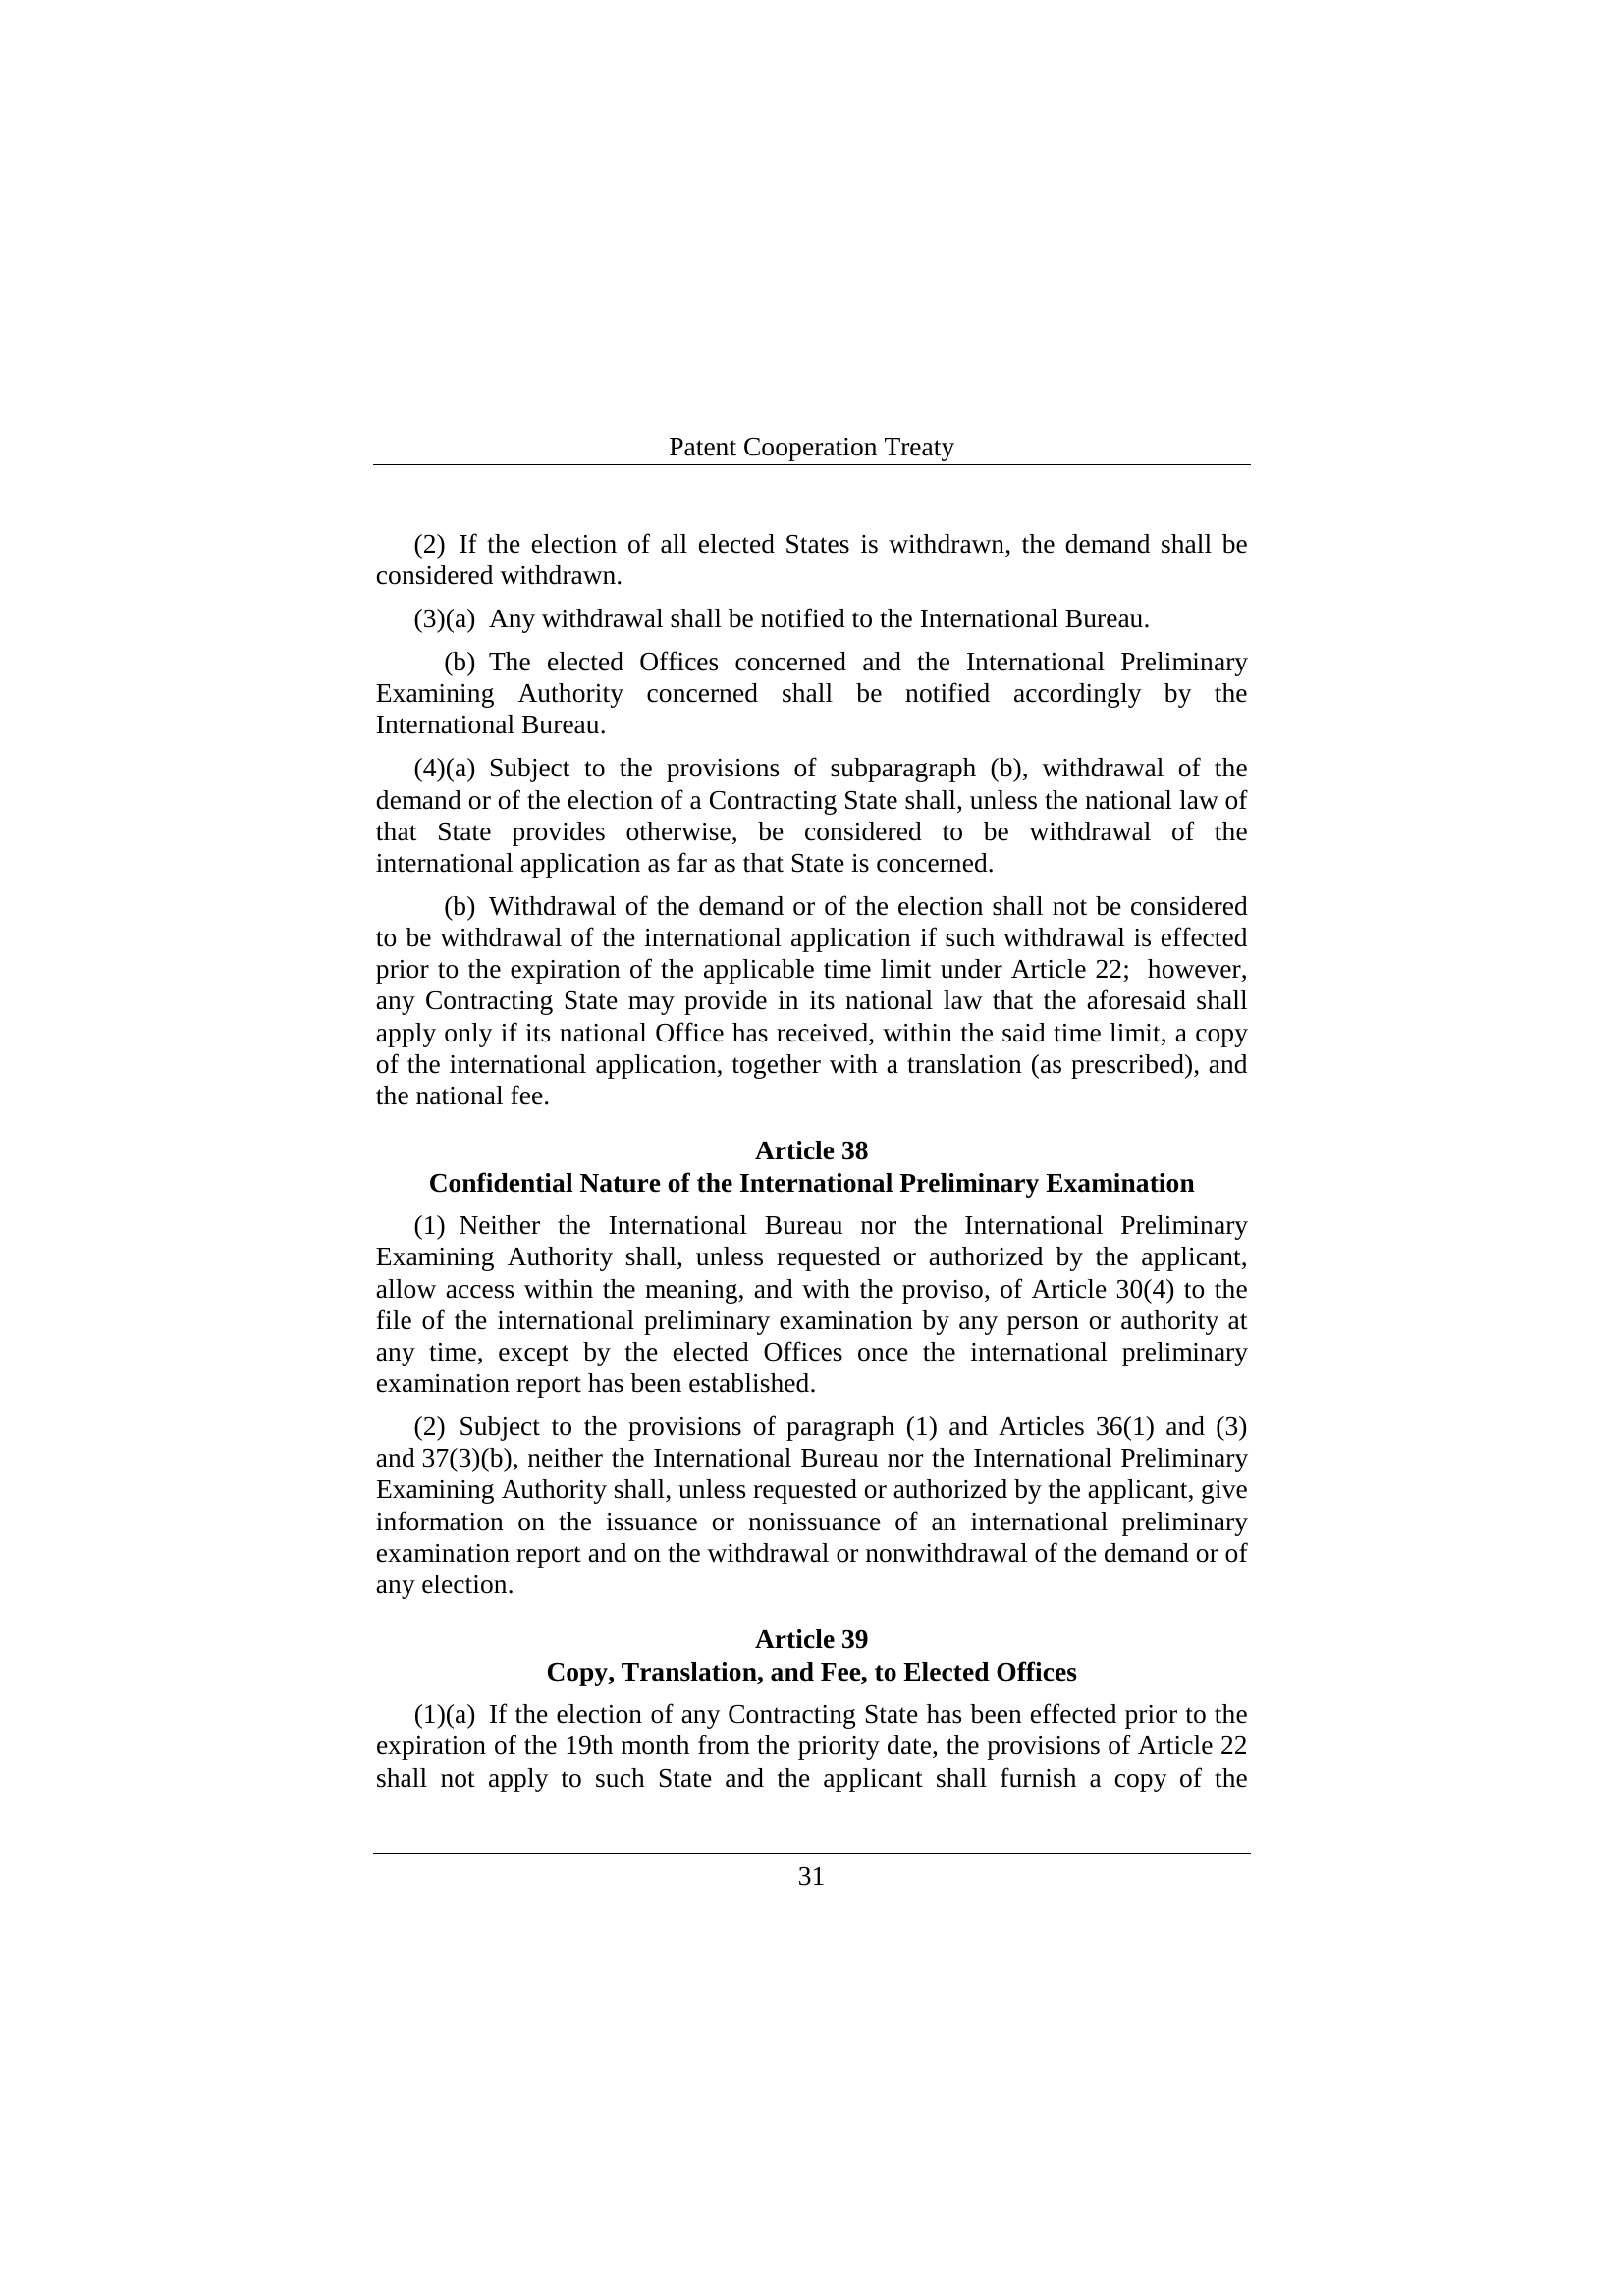 Patent Cooperation Treaty
(2) If the election of all elected States is withdrawn, the demand shall be
considered withdrawn.
(3)(a) Any withdrawal shall be notified to the International Bureau.
(b) The elected Offices concerned and the International Preliminary
Examining Authority concerned shall be notified accordingly by the
International Bureau.
(4)(a) Subject to the provisions of subparagraph (b), withdrawal of the
demand or of the election of a Contracting State shall, unless the national law of
that State provides otherwise, be considered to be withdrawal of the
international application as far as that State is concerned.
(b) Withdrawal of the demand or of the election shall not be considered
to be withdrawal of the international application if such withdrawal is effected
prior to the expiration of the applicable time limit under Article 22; however,
any Contracting State may provide in its national law that the aforesaid shall
apply only if its national Office has received, within the said time limit, a copy
of the international application, together with a translation (as prescribed), and
the national fee.
Article 38
Confidential Nature of the International Preliminary Examination
(1) Neither the International Bureau nor the International Preliminary
Examining Authority shall, unless requested or authorized by the applicant,
allow access within the meaning, and with the proviso, of Article 30(4) to the
file of the international preliminary examination by any person or authority at
any time, except by the elected Offices once the international preliminary
examination report has been established.
(2) Subject to the provisions of paragraph (1) and Articles 36(1) and (3)
and 37(3)(b), neither the International Bureau nor the International Preliminary
Examining Authority shall, unless requested or authorized by the applicant, give
information on the issuance or nonissuance of an international preliminary
examination report and on the withdrawal or nonwithdrawal of the demand or of
any election.
Article 39
Copy, Translation, and Fee, to Elected Offices
(1)(a) If the election of any Contracting State has been effected prior to the
expiration of the 19th month from the priority date, the provisions of Article 22
shall not apply to such State and the applicant shall furnish a copy of the
31